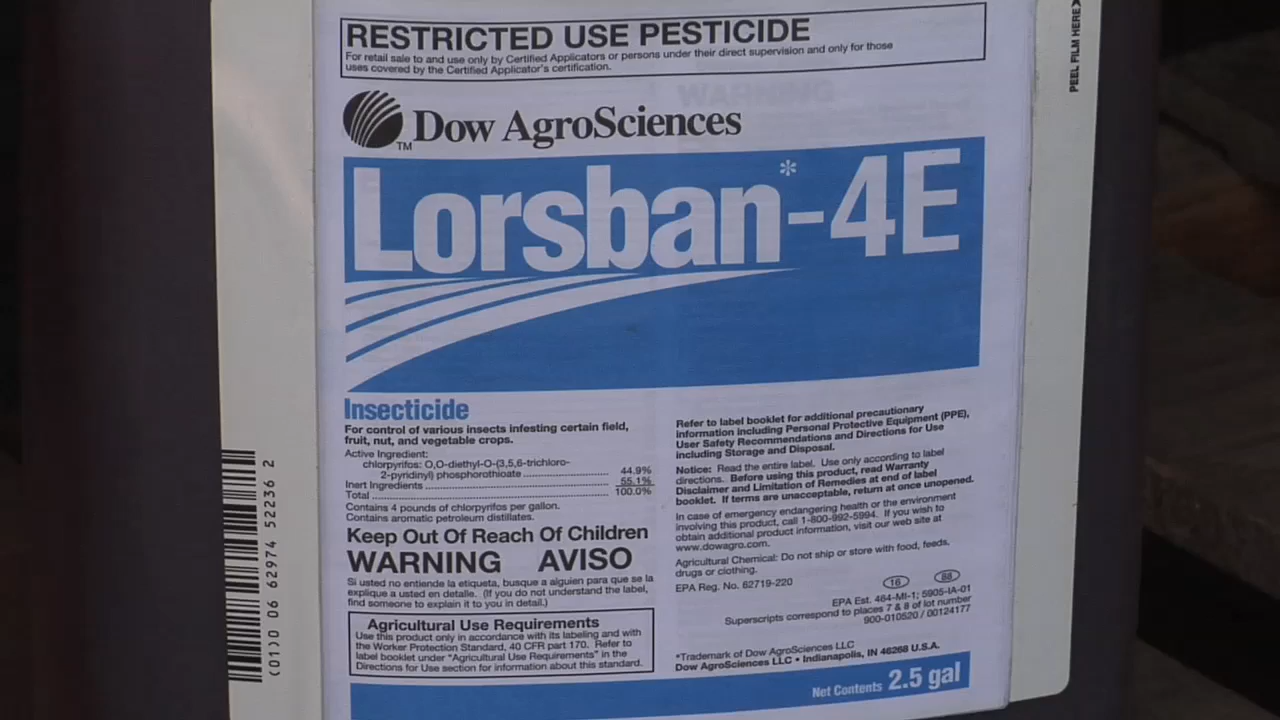 RESTRICTED USE PESTICIDE
For retail sale to and use only by Certified Applicators or persons under their direct supervision and only for those
uses covered by the Certified Applicator's certification.
PEEL FILM HERE
WARNING
TM Dow AgroSciences
Lorsban*-4E
Insecticide
For control of various insects infesting certain field,
fruit, nut, and vegetable crops.
Active Ingredient:
chlorpyrifos: O,O-diethyl-O-(3,5,6-trichloro-
2-pyridinyl) phosphorothioate .......... 44.9%
Inert Ingredients .......... 55.1%
Total .......... 100.0%
Contains 4 pounds of chlorpyrifos per gallon.
Contains aromatic petroleum distillates.
Keep Out Of Reach Of Children
WARNING AVISO
Si usted no entiende la etiqueta, busque a alguien para que se la
explique a usted en detalle. (If you do not understand the label,
find someone to explain it to you in detail.)
Agricultural Use Requirements
Use this product only in accordance with its labeling and with
the Worker Protection Standard, 40 CFR part 170. Refer to
label booklet under "Agricultural Use Requirements" in the
Directions for Use section for information about this standard.
Refer to label booklet for additional precautionary
information including Personal Protective Equipment (PPE),
User Safety Recommendations and Directions for Use
including Storage and Disposal.
Notice: Read the entire label. Use only according to label
directions. Before using this product, read Warranty
Disclaimer and Limitation of Remedies at end of label
booklet. If terms are unacceptable, return at once unopened.
In case of emergency endangering health or the environment
involving this product, call 1-800-992-5994. If you wish to
obtain additional product information, visit our web site at
www.dowagro.com.
Agricultural Chemical: Do not ship or store with food, feeds,
drugs or clothing.
EPA Reg. No. 62719-220
16 88
EPA Est. 464-MI-1; 5905-IA-01
Superscripts correspond to places 7 & 8 of lot number
900-010520 / 00124177
*Trademark of Dow AgroSciences LLC
Dow AgroSciences LLC • Indianapolis, IN 46268 U.S.A.
Net Contents 2.5 gal
(01)0 06 62974 52236 2